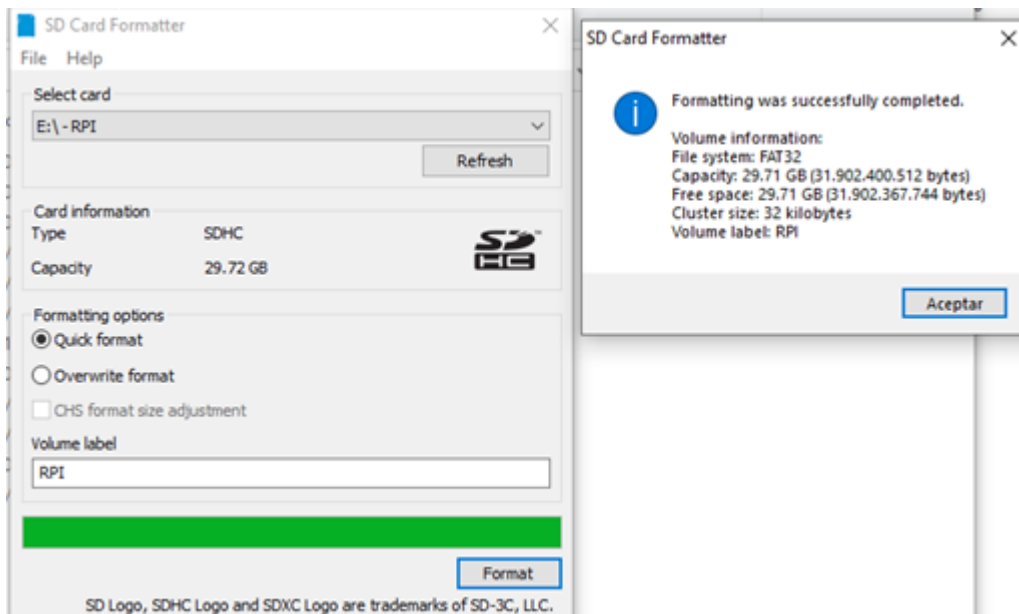 SD Card Formatter
File Help
Select card
E:\ - RPI
Refresh
Card information
Type SDHC
Capacity 29.72 GB
SD
HC
Formatting options
Quick format
Overwrite format
CHS format size adjustment
Volume label
RPI
Format
SD Logo, SDHC Logo and SDXC Logo are trademarks of SD-3C, LLC.
SD Card Formatter
Formatting was successfully completed.
Volume information:
File system: FAT32
Capacity: 29.71 GB (31.902.400.512 bytes)
Free space: 29.71 GB (31.902.367.744 bytes)
Cluster size: 32 kilobytes
Volume label: RPI
Aceptar